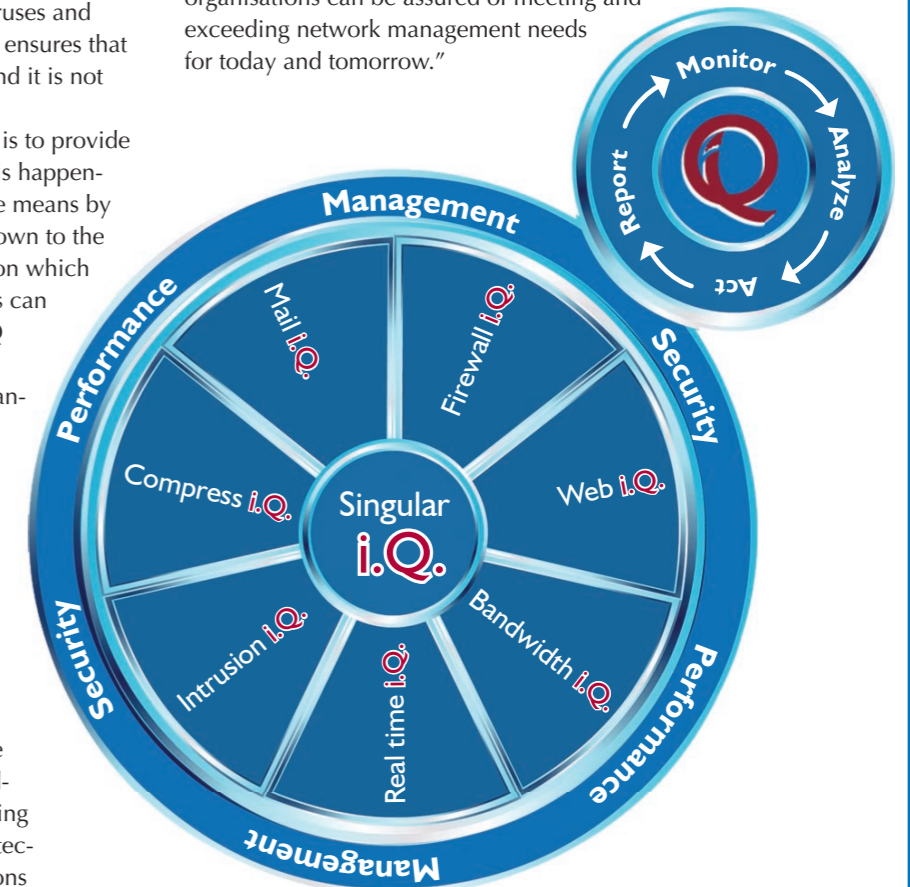 ruses and
ensures that
nd it is not
is to provide
s happen-
e means by
own to the
on which
s can
an-
ing
tec-
ons
exceeding network management needs
for today and tomorrow.”
Monitor
Analyze
Act
Report
iQ
Management
Security
Performance
Management
Security
Performance
Mail i.Q.
Firewall i.Q.
Web i.Q.
Bandwidth i.Q.
Real time i.Q.
Intrusion i.Q.
Compress i.Q.
Singular
i.Q.